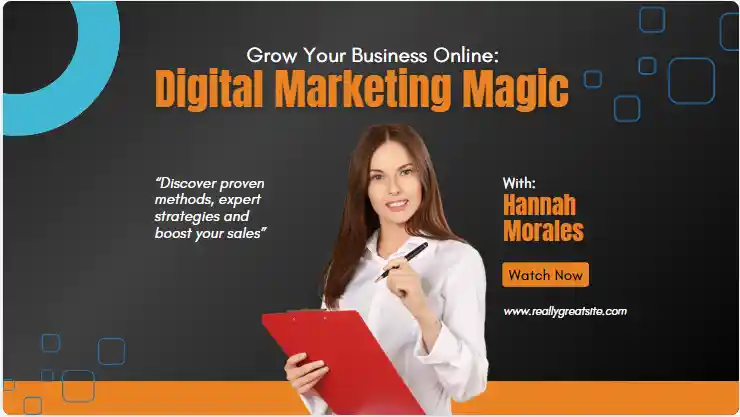 Grow Your Business Online:
Digital Marketing Magic
“Discover proven
methods, expert
strategies and
boost your sales”
With:
Hannah
Morales
Watch Now
www.reallygreatsite.com